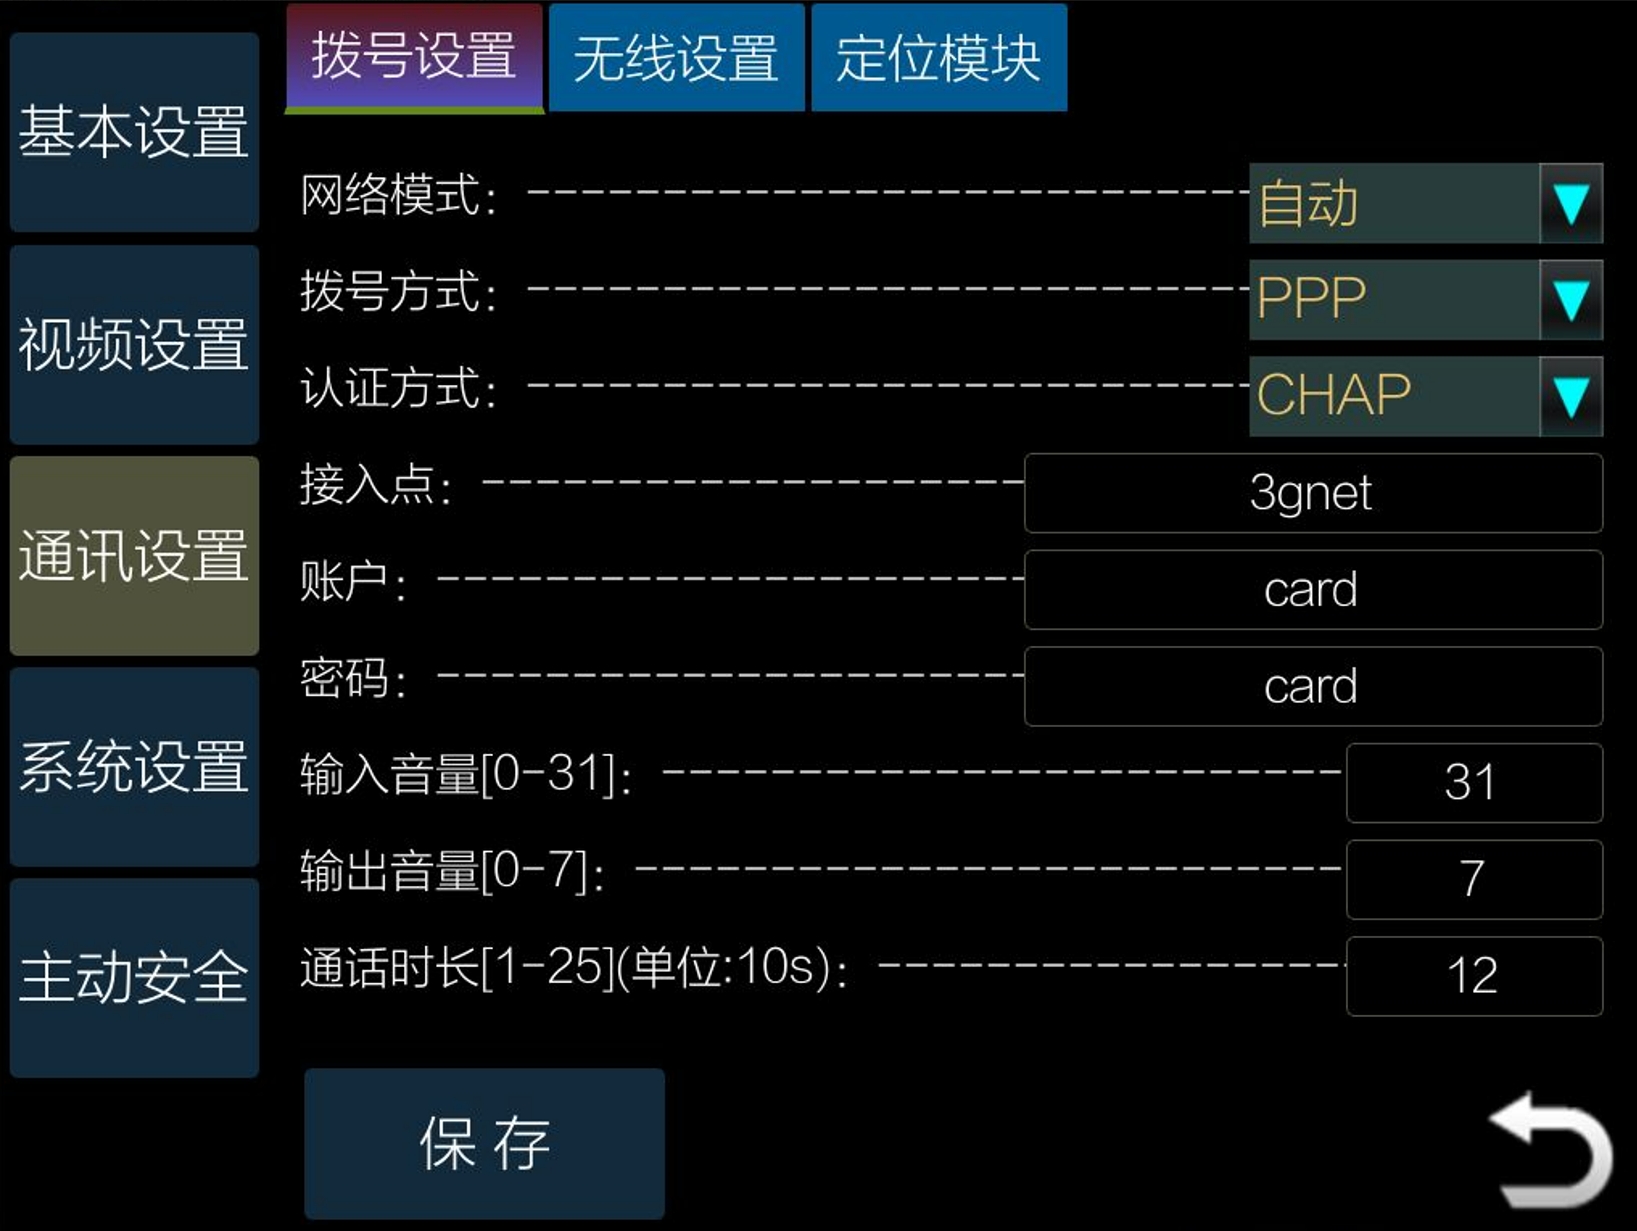 拨号设置 无线设置 定位模块
基本设置
视频设置
通讯设置
系统设置
主动安全
网络模式: 自动
拨号方式: PPP
认证方式: CHAP
接入点: 3gnet
账户: card
密码: card
输入音量[0-31]: 31
输出音量[0-7]: 7
通话时长[1-25](单位:10s): 12
保存